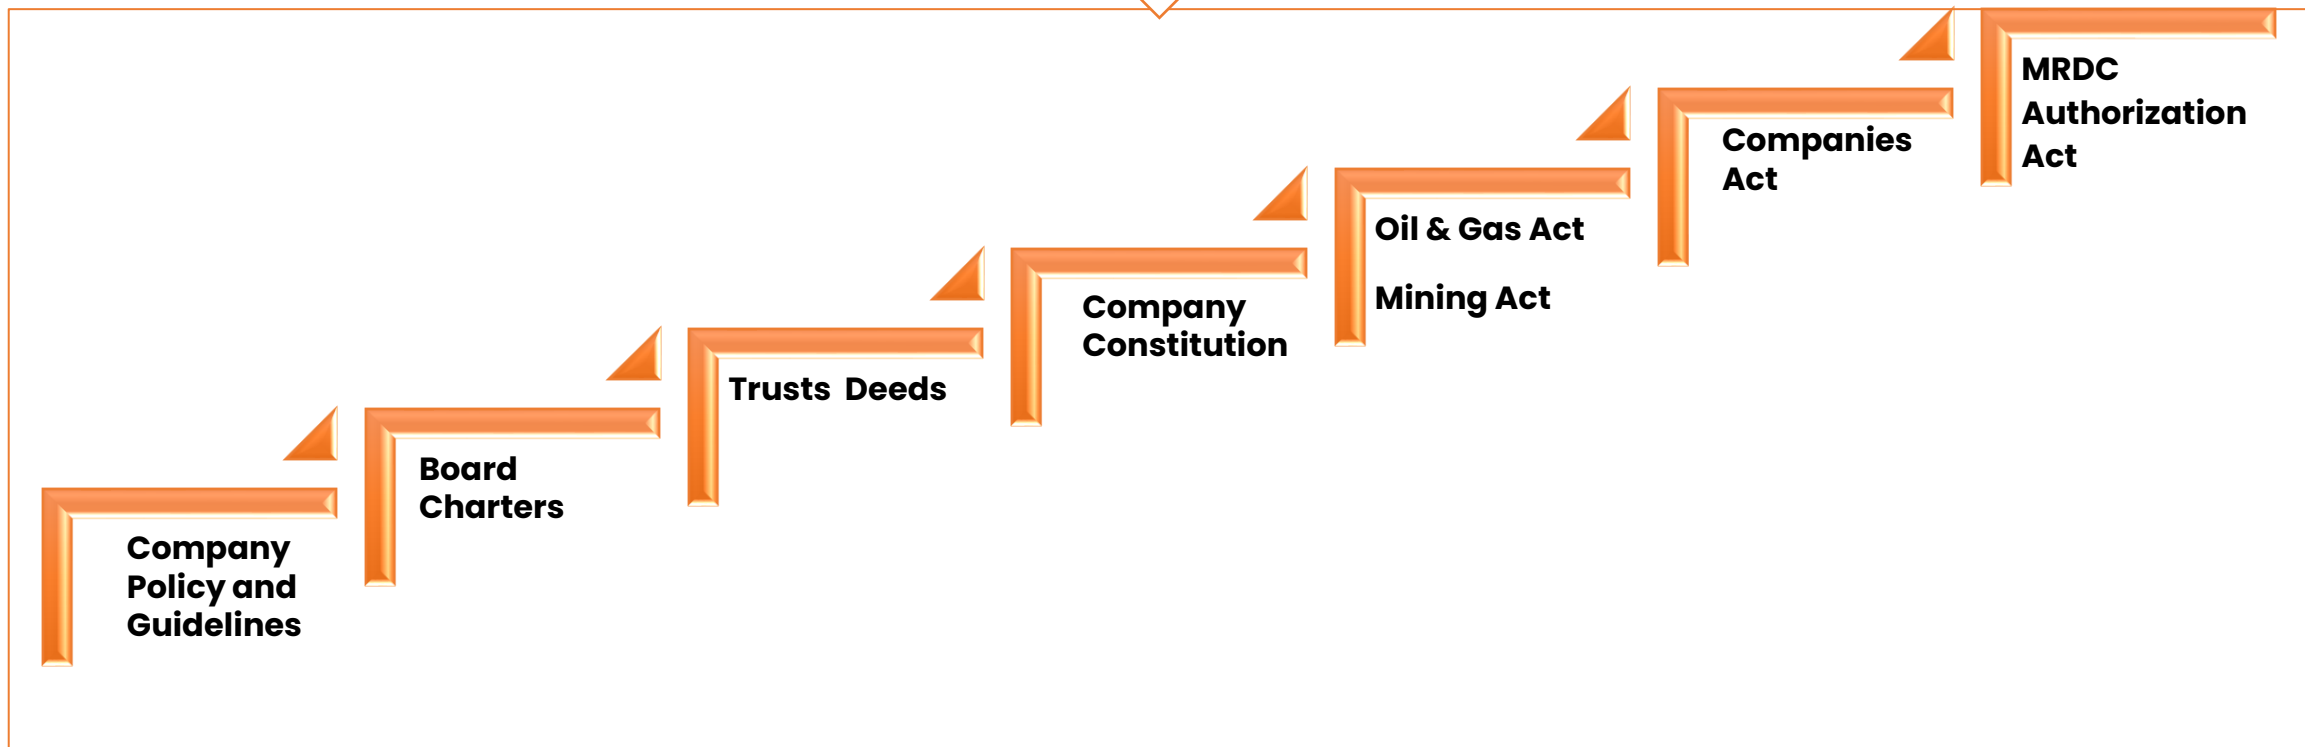 Company
Policy and
Guidelines
Board
Charters
Trusts  Deeds
Company
Constitution
Oil & Gas Act
Mining Act
Companies
Act
MRDC
Authorization
Act